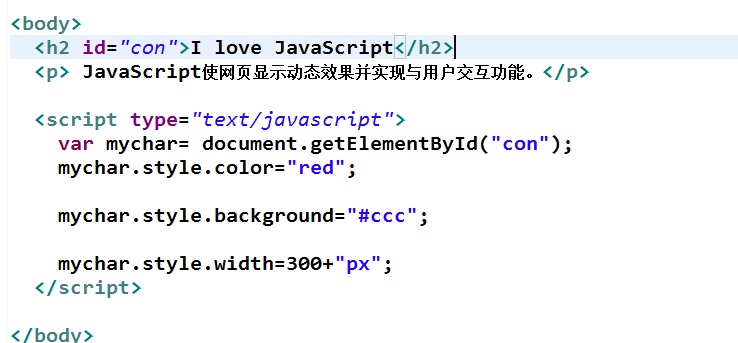 <body>
<h2 id="con">I love JavaScript</h2>
<p> JavaScript使网页显示动态效果并实现与用户交互功能。</p>
<script type="text/javascript">
var mychar= document.getElementById("con");
mychar.style.color="red";
mychar.style.background="#ccc";
mychar.style.width=300+"px";
</script>
</body>